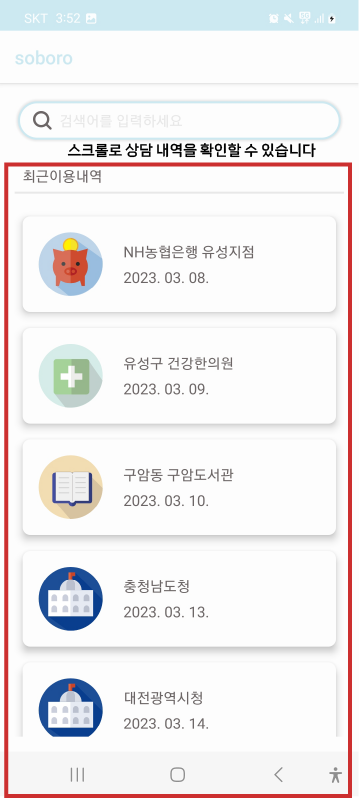 SKT 3:52
soboro
검색어를 입력하세요
스크롤로 상담 내역을 확인할 수 있습니다
최근이용내역
NH농협은행 유성지점
2023. 03. 08.
유성구 건강한의원
2023. 03. 09.
구암동 구암도서관
2023. 03. 10.
충청남도청
2023. 03. 13.
대전광역시청
2023. 03. 14.